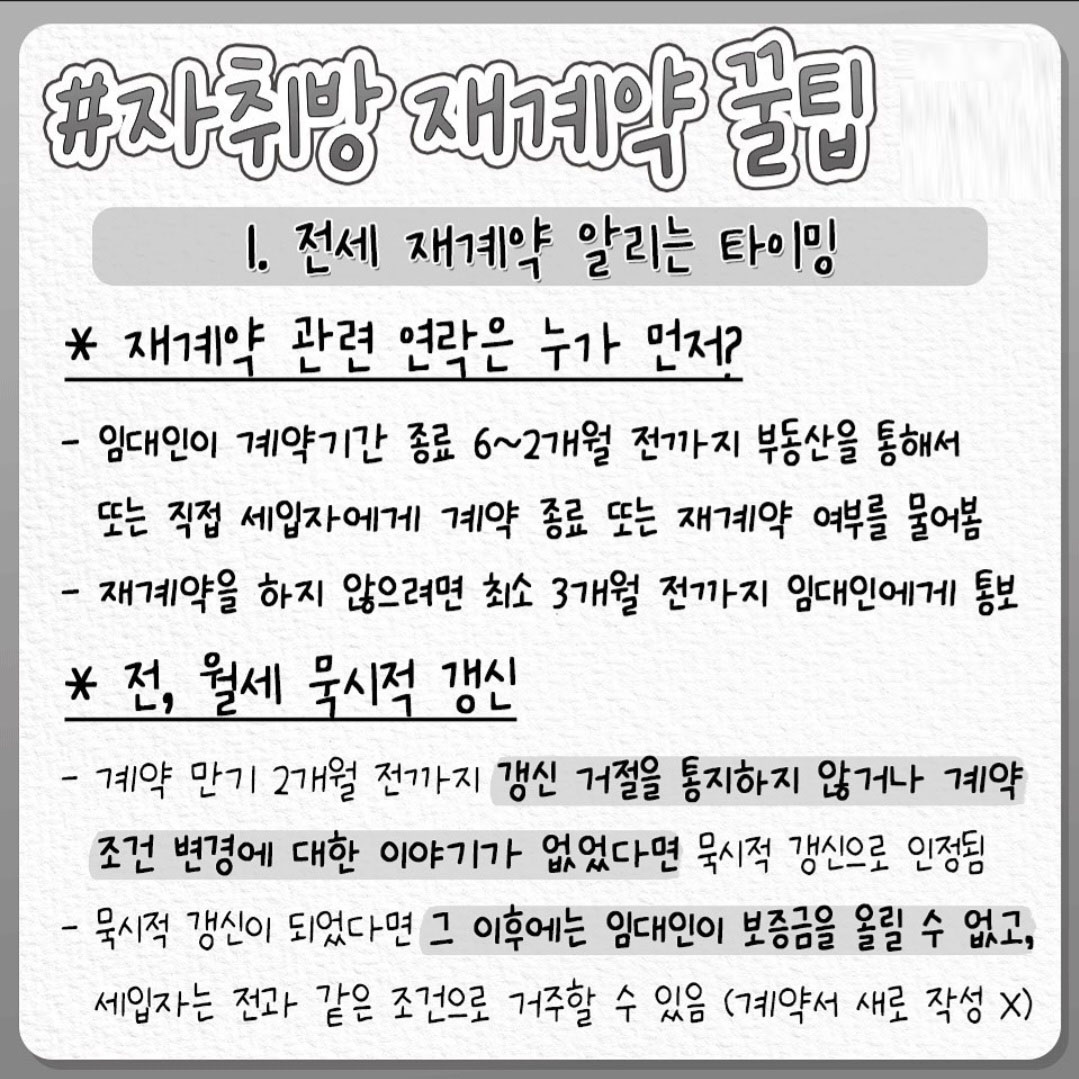 #자취방 재계약 꿀팁
1. 전세 재계약 알리는 타이밍
* 재계약 관련 연락은 누가 먼저?
- 임대인이 계약기간 종료 6~2개월 전까지 부동산을 통해서
또는 직접 세입자에게 계약 종료 또는 재계약 여부를 물어봄
- 재계약을 하지 않으려면 최소 3개월 전까지 임대인에게 통보
* 전, 월세 묵시적 갱신
- 계약 만기 2개월 전까지 갱신 거절을 통지하지 않거나 계약
조건 변경에 대한 이야기가 없었다면 묵시적 갱신으로 인정됨
- 묵시적 갱신이 되었다면 그 이후에는 임대인이 보증금을 올릴 수 없고,
세입자는 전과 같은 조건으로 거주할 수 있음 (계약서 새로 작성 X)